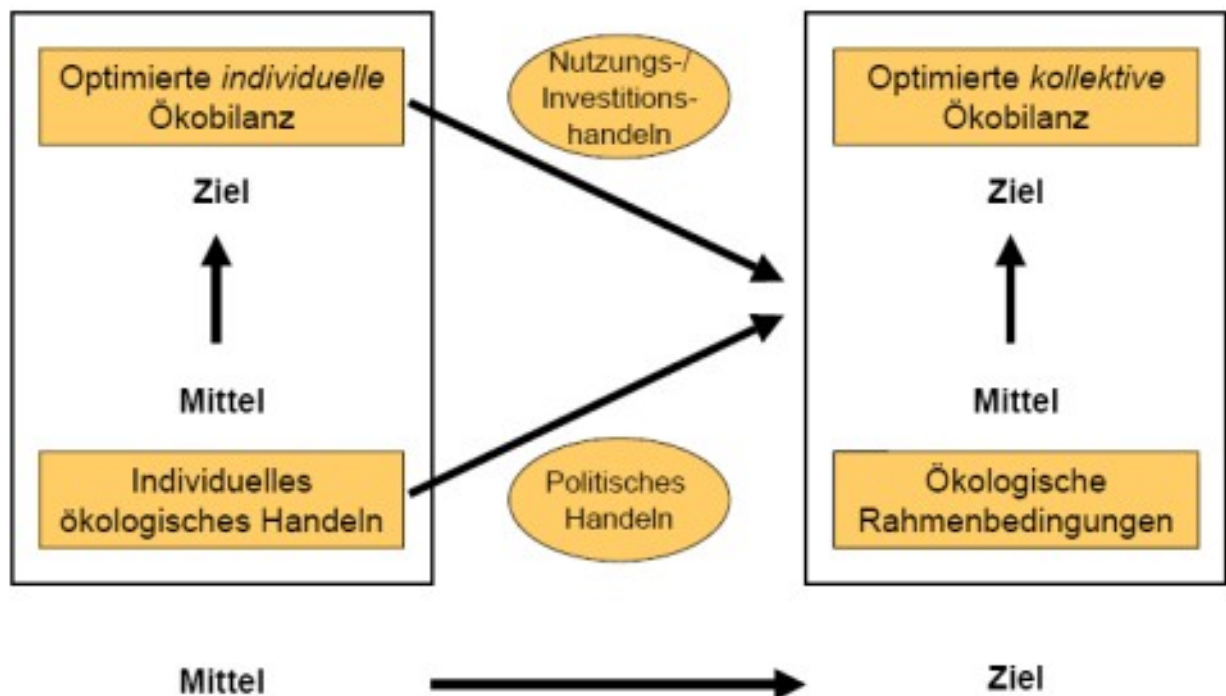 Optimierte individuelle
Ökobilanz
Ziel
Mittel
Individuelles
ökologisches Handeln
Nutzungs-/
Investitions-
handeln
Politisches
Handeln
Optimierte kollektive
Ökobilanz
Ziel
Mittel
Ökologische
Rahmenbedingungen
Mittel
Ziel